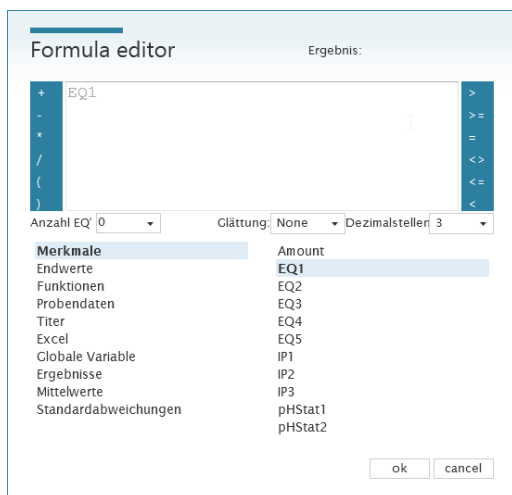 Formula editor
Ergebnis:
+ EQ1 >
- >=
* =
/ <>
( <=
) <
Anzahl EQ' 0 Glättung: None Dezimalstellen 3
Merkmale Amount
Endwerte EQ1
Funktionen EQ2
Probendaten EQ3
Titer EQ4
Excel EQ5
Globale Variable IP1
Ergebnisse IP2
Mittelwerte IP3
Standardabweichungen pHStat1
pHStat2
ok cancel